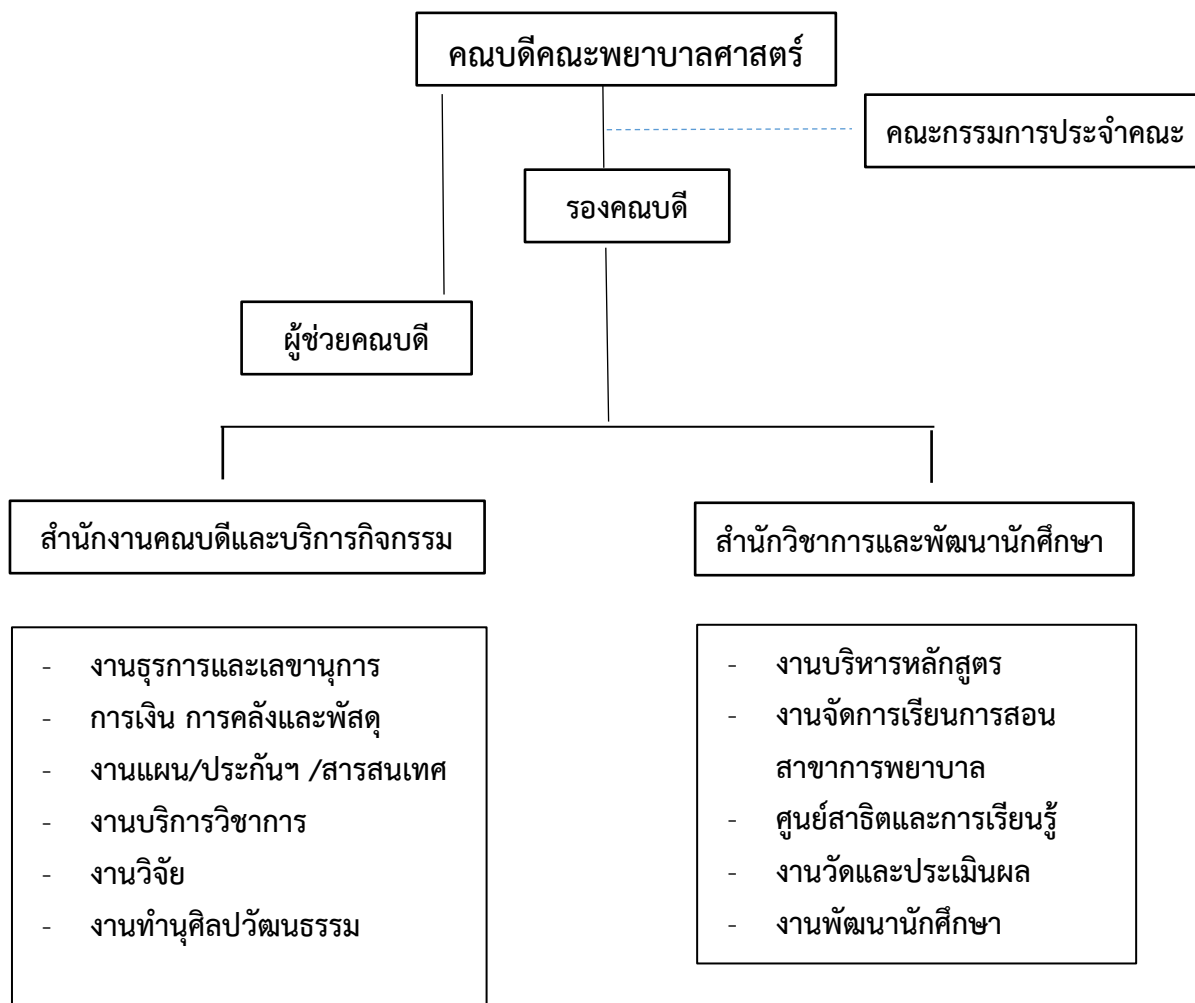 คณบดีคณะพยาบาลศาสตร์
คณะกรรมการประจำคณะ
รองคณบดี
ผู้ช่วยคณบดี
สำนักงานคณบดีและบริการกิจกรรม
- งานธุรการและเลขานุการ
- การเงิน การคลังและพัสดุ
- งานแผน/ประกันฯ /สารสนเทศ
- งานบริการวิชาการ
- งานวิจัย
- งานทำนุศิลปวัฒนธรรม
สำนักวิชาการและพัฒนานักศึกษา
- งานบริหารหลักสูตร
- งานจัดการเรียนการสอน
สาขาการพยาบาล
- ศูนย์สาธิตและการเรียนรู้
- งานวัดและประเมินผล
- งานพัฒนานักศึกษา